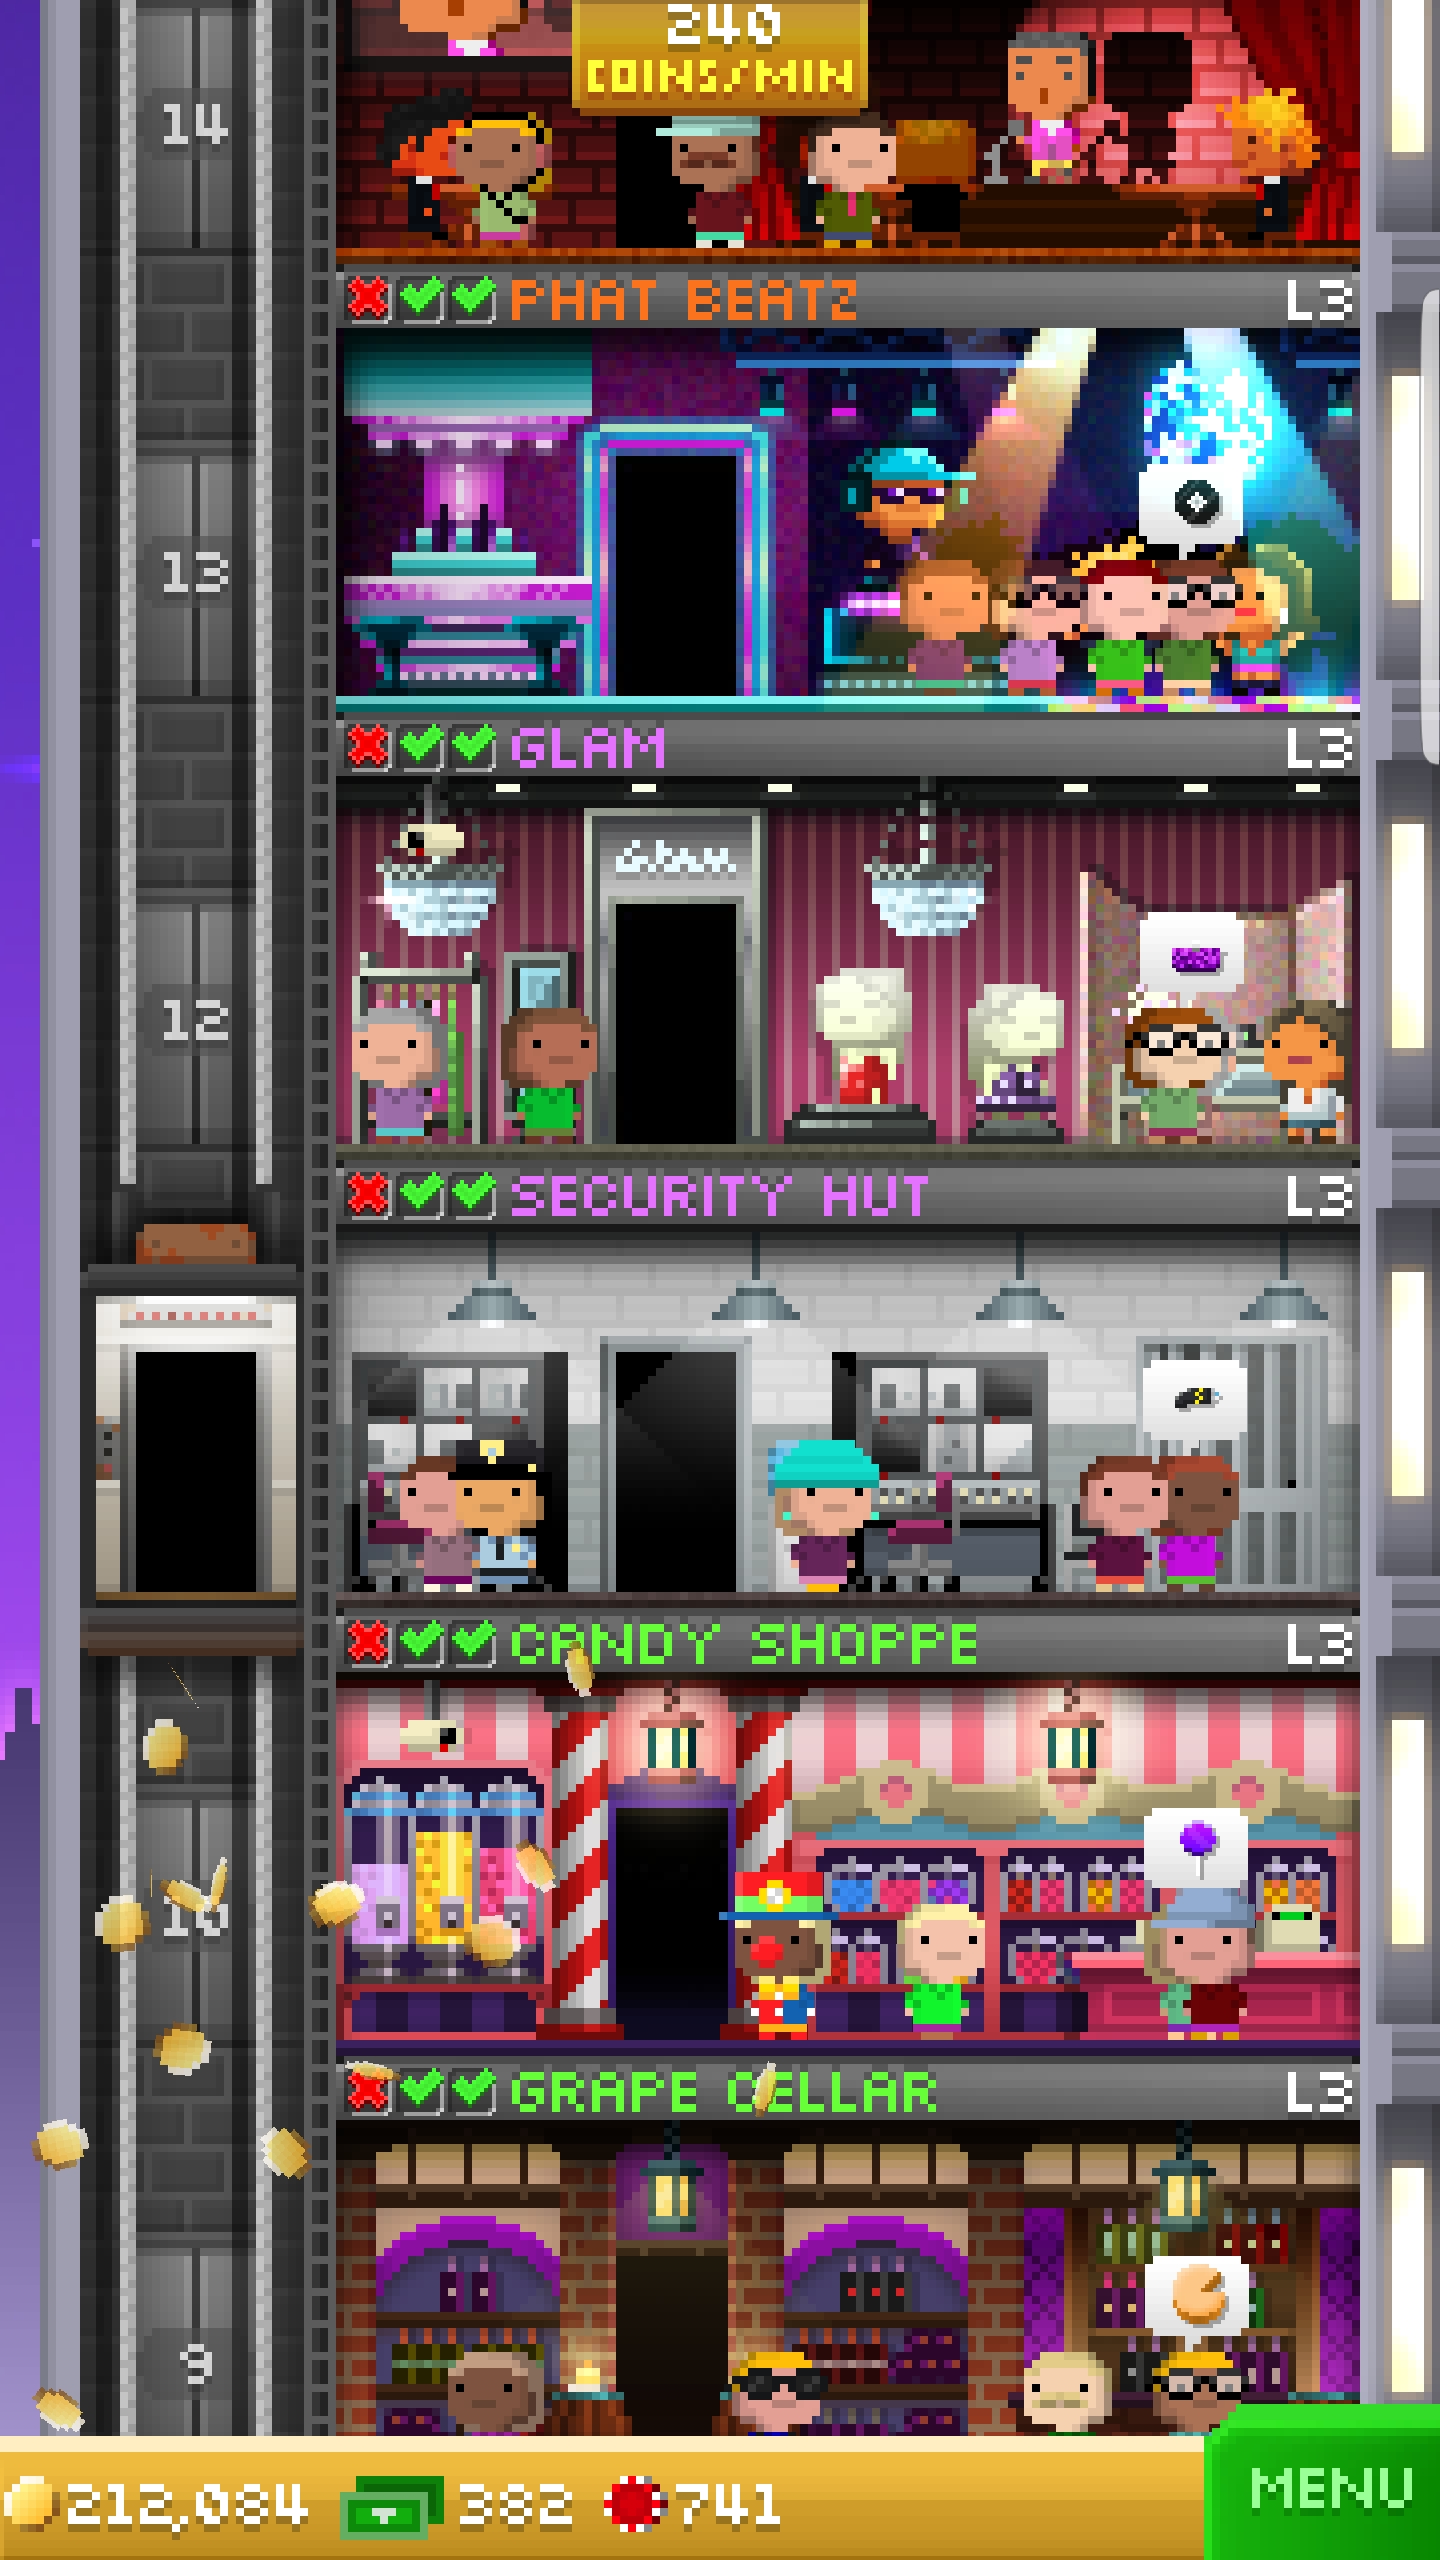 240
COINS/MIN
14
PHAT BEATZ L3
13
GLAM L3
Glam
12
SECURITY HUT L3
CANDY SHOPPE L3
10
GRAPE CELLAR L3
9
212,084 382 741
MENU